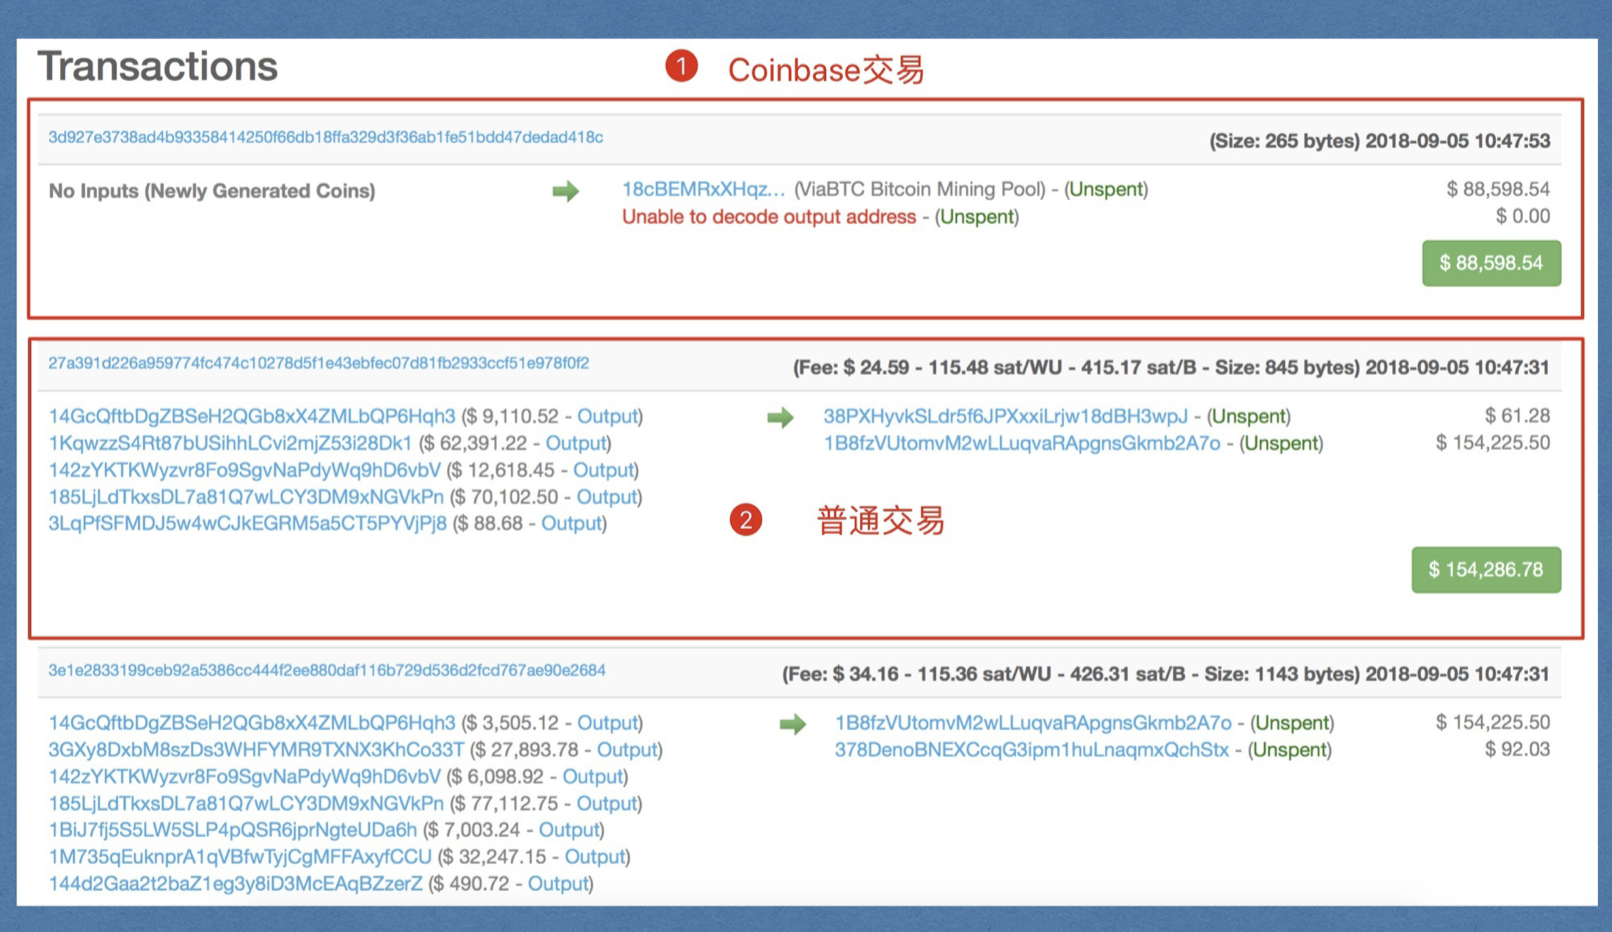 Transactions
1 Coinbase交易
3d927e3738ad4b93358414250f66db18ffa329d3f36ab1fe51bdd47dedad418c (Size: 265 bytes) 2018-09-05 10:47:53
No Inputs (Newly Generated Coins) 18cBEMRxXHqz... (ViaBTC Bitcoin Mining Pool) - (Unspent) $ 88,598.54
Unable to decode output address - (Unspent) $ 0.00
$ 88,598.54
27a391d226a959774fc474c10278d5f1e43ebfec07d81fb2933ccf51e978f0f2 (Fee: $ 24.59 - 115.48 sat/WU - 415.17 sat/B - Size: 845 bytes) 2018-09-05 10:47:31
14GcQftbDgZBSeH2QGb8xX4ZMLbQP6Hqh3 ($ 9,110.52 - Output) 38PXHyvkSLdr5f6JPXxxiLrjw18dBH3wpJ - (Unspent) $ 61.28
1KqwzzS4Rt87bUSihhLCvi2mjZ53i28Dk1 ($ 62,391.22 - Output) 1B8fzVUtomvM2wLLuqvaRApgnsGkmb2A7o - (Unspent) $ 154,225.50
142zYKTKWyzvr8Fo9SgvNaPdyWq9hD6vbV ($ 12,618.45 - Output)
185LjLdTkxsDL7a81Q7wLCY3DM9xNGVkPn ($ 70,102.50 - Output)
3LqPfSFMDJ5w4wCJkEGRM5a5CT5PYVjPj8 ($ 88.68 - Output)
2 普通交易
$ 154,286.78
3e1e2833199ceb92a5386cc444f2ee880daf116b729d536d2fcd767ae90e2684 (Fee: $ 34.16 - 115.36 sat/WU - 426.31 sat/B - Size: 1143 bytes) 2018-09-05 10:47:31
14GcQftbDgZBSeH2QGb8xX4ZMLbQP6Hqh3 ($ 3,505.12 - Output) 1B8fzVUtomvM2wLLuqvaRApgnsGkmb2A7o - (Unspent) $ 154,225.50
3GXy8DxbM8szDs3WHFYMR9TXNX3KhCo33T ($ 27,893.78 - Output) 378DenoBNEXCcqG3ipm1huLnaqmxQchStx - (Unspent) $ 92.03
142zYKTKWyzvr8Fo9SgvNaPdyWq9hD6vbV ($ 6,098.92 - Output)
185LjLdTkxsDL7a81Q7wLCY3DM9xNGVkPn ($ 77,112.75 - Output)
1BiJ7fj5S5LW5SLP4pQSR6jprNgteUDa6h ($ 7,003.24 - Output)
1M735qEuknprA1qVBfwTyjCgMFFAxyfCCU ($ 32,247.15 - Output)
144d2Gaa2t2baZ1eg3y8iD3McEAqBZzerZ ($ 490.72 - Output)